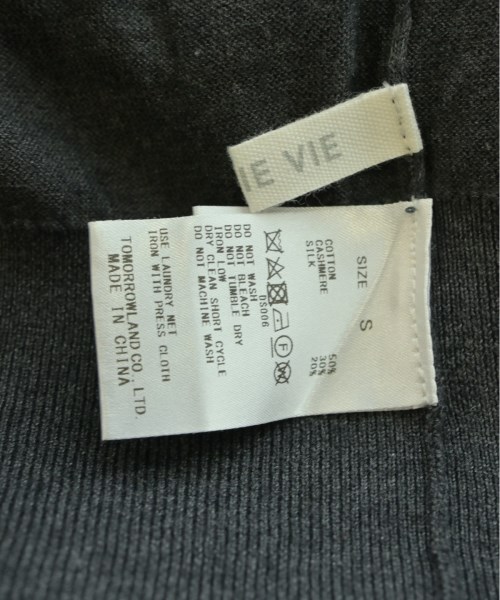 IE VIE
SIZE S
COTTON 50%
CASHMERE 30%
SILK 20%
DS006
DO NOT WASH
DO NOT BLEACH
DO NOT TUMBLE DRY
IRON LOW
DRY CLEAN SHORT CYCLE
DO NOT MACHINE WASH
USE LAUNDRY NET
IRON WITH PRESS CLOTH
TOMORROWLAND CO., LTD.
MADE IN CHINA